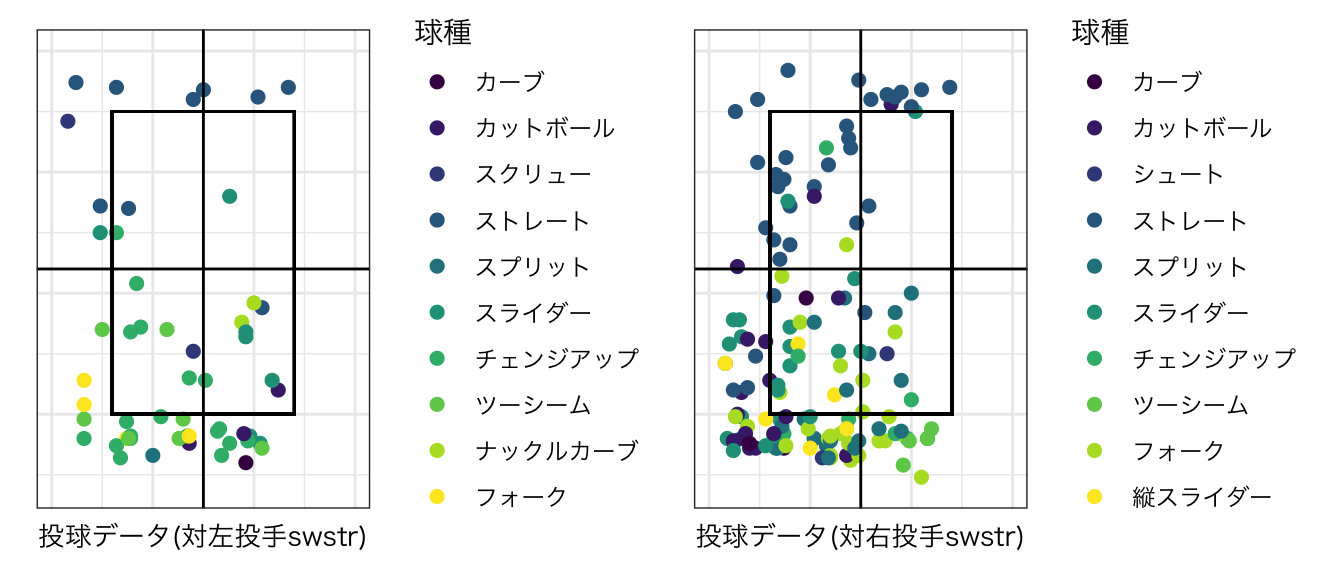 球種
カーブ
カットボール
スクリュー
ストレート
スプリット
スライダー
チェンジアップ
ツーシーム
ナックルカーブ
フォーク
投球データ(対左投手swstr)
球種
カーブ
カットボール
シュート
ストレート
スプリット
スライダー
チェンジアップ
ツーシーム
フォーク
縦スライダー
投球データ(対右投手swstr)